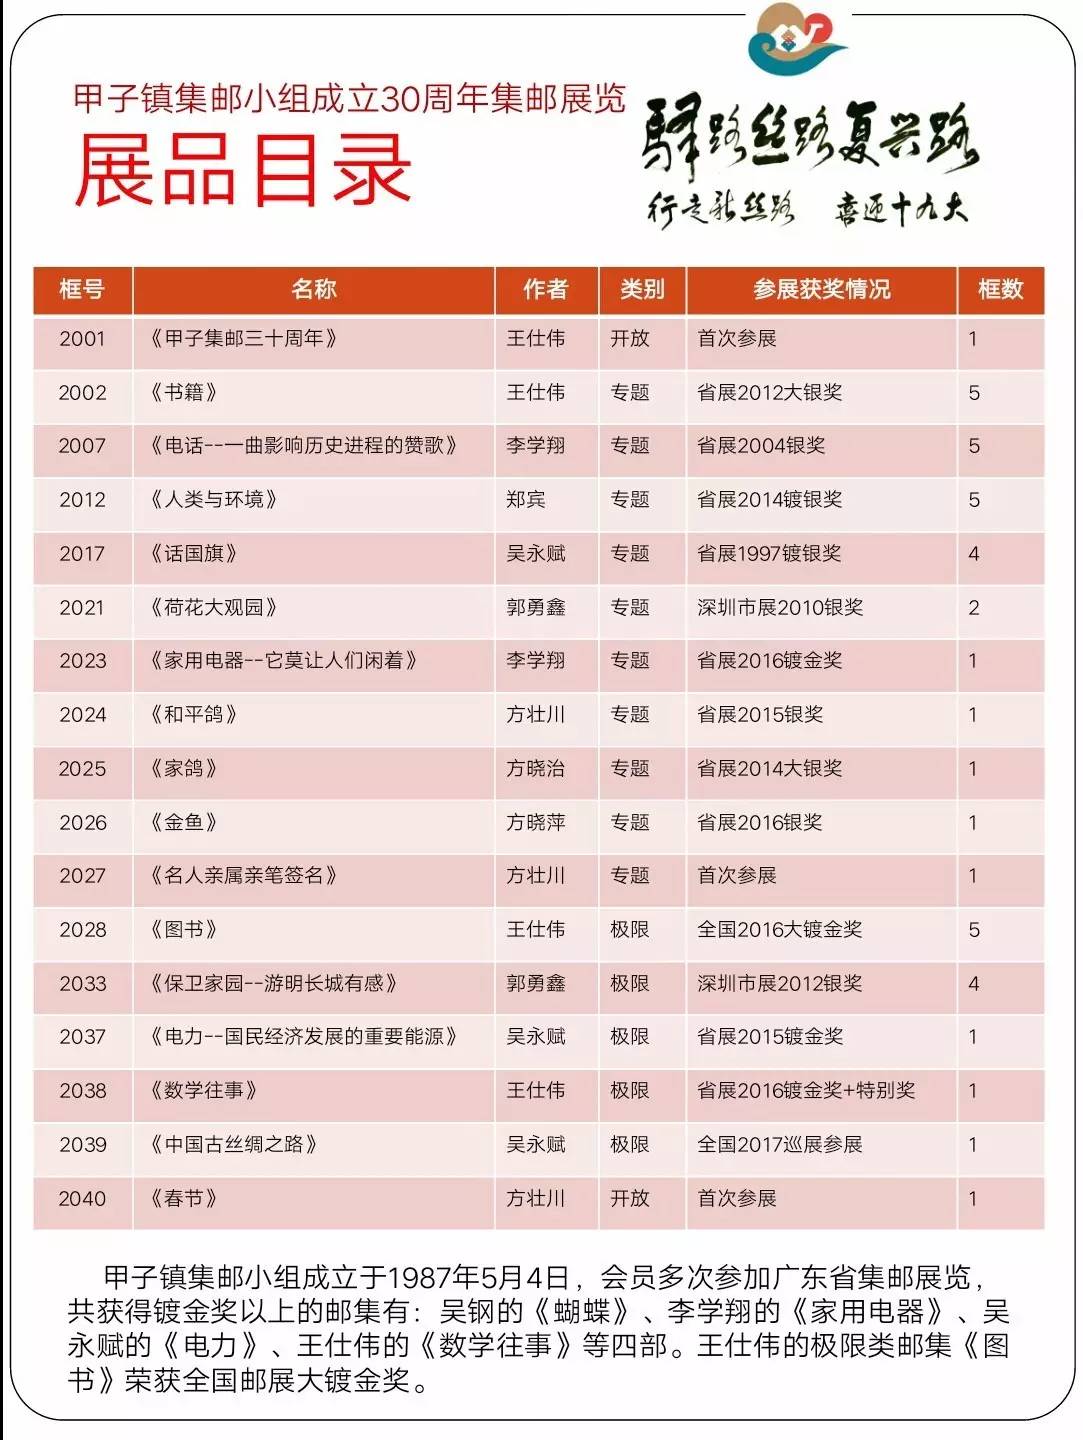 甲子镇集邮小组成立30周年集邮展览
展品目录
驿路丝路复兴路
行走新丝路 喜迎十九大
框号 名称 作者 类别 参展获奖情况 框数
2001 《甲子集邮三十周年》 王仕伟 开放 首次参展 1
2002 《书籍》 王仕伟 专题 省展2012大银奖 5
2007 《电话--一曲影响历史进程的赞歌》 李学翔 专题 省展2004银奖 5
2012 《人类与环境》 郑宾 专题 省展2014镀银奖 5
2017 《话国旗》 吴永赋 专题 省展1997镀银奖 4
2021 《荷花大观园》 郭勇鑫 专题 深圳市展2010银奖 2
2023 《家用电器--它莫让人们闲着》 李学翔 专题 省展2016镀金奖 1
2024 《和平鸽》 方壮川 专题 省展2015银奖 1
2025 《家鸽》 方晓治 专题 省展2014大银奖 1
2026 《金鱼》 方晓萍 专题 省展2016银奖 1
2027 《名人亲属亲笔签名》 方壮川 专题 首次参展 1
2028 《图书》 王仕伟 极限 全国2016大镀金奖 5
2033 《保卫家园--游明长城有感》 郭勇鑫 极限 深圳市展2012银奖 4
2037 《电力--国民经济发展的重要能源》 吴永赋 极限 省展2015镀金奖 1
2038 《数学往事》 王仕伟 极限 省展2016镀金奖+特别奖 1
2039 《中国古丝绸之路》 吴永赋 极限 全国2017巡展参展 1
2040 《春节》 方壮川 开放 首次参展 1
甲子镇集邮小组成立于1987年5月4日，会员多次参加广东省集邮展览，
共获得镀金奖以上的邮集有：吴钢的《蝴蝶》、李学翔的《家用电器》、吴
永赋的《电力》、王仕伟的《数学往事》等四部。王仕伟的极限类邮集《图
书》荣获全国邮展大镀金奖。